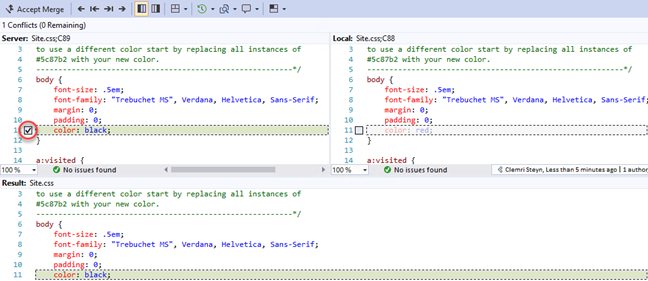 Accept Merge
1 Conflicts (0 Remaining)
Server: Site.css;C89
3 to use a different color start by replacing all instances of
4 #5c87b2 with your new color.
5 ----------------------------------------------------------*/
6 body {
7 font-size: .5em;
8 font-family: "Trebuchet MS", Verdana, Helvetica, Sans-Serif;
9 margin: 0;
10 padding: 0;
11 color: black;
12 }
13
14 a:visited {
100 % No issues found
Local: Site.css;C88
3 to use a different color start by replacing all instances of
4 #5c87b2 with your new color.
5 ----------------------------------------------------------*/
6 body {
7 font-size: .5em;
8 font-family: "Trebuchet MS", Verdana, Helvetica, Sans-Serif;
9 margin: 0;
10 padding: 0;
11 color: red;
12 }
13
14 a:visited {
100 % No issues found Clemri Steyn, Less than 5 minutes ago | 1 author
Result: Site.css
3 to use a different color start by replacing all instances of
4 #5c87b2 with your new color.
5 ----------------------------------------------------------*/
6 body {
7 font-size: .5em;
8 font-family: "Trebuchet MS", Verdana, Helvetica, Sans-Serif;
9 margin: 0;
10 padding: 0;
11 color: black;